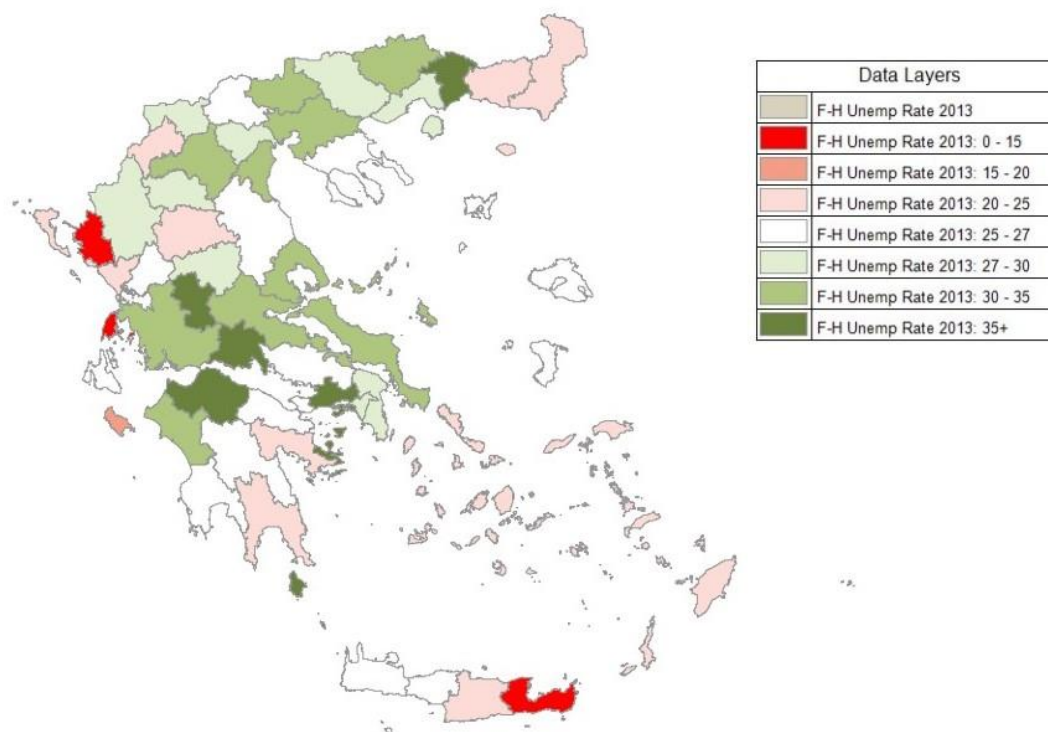 Data Layers
F-H Unemp Rate 2013
F-H Unemp Rate 2013: 0 - 15
F-H Unemp Rate 2013: 15 - 20
F-H Unemp Rate 2013: 20 - 25
F-H Unemp Rate 2013: 25 - 27
F-H Unemp Rate 2013: 27 - 30
F-H Unemp Rate 2013: 30 - 35
F-H Unemp Rate 2013: 35+